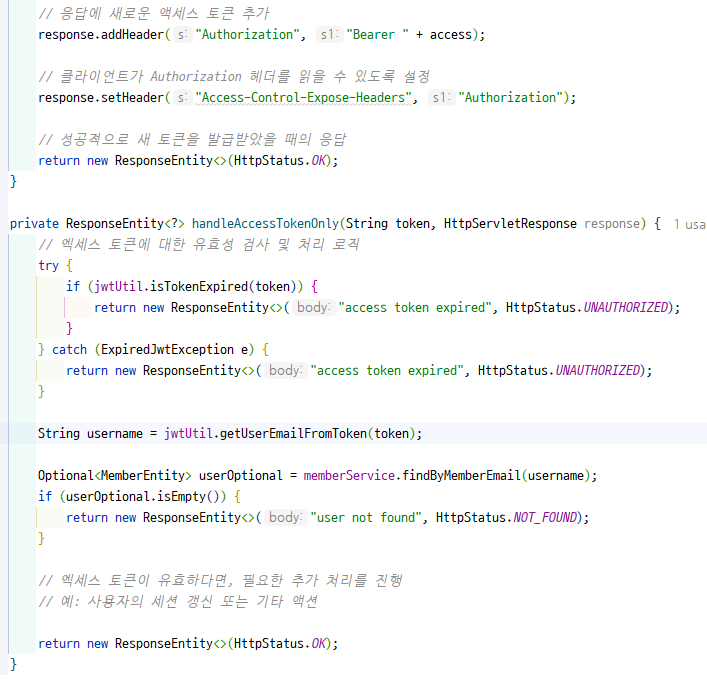 // 응답에 새로운 액세스 토큰 추가
response.addHeader( s: "Authorization", s1: "Bearer " + access);
// 클라이언트가 Authorization 헤더를 읽을 수 있도록 설정
response.setHeader( s: "Access-Control-Expose-Headers", s1: "Authorization");
// 성공적으로 새 토큰을 발급받았을 때의 응답
return new ResponseEntity<>(HttpStatus.OK);
}
private ResponseEntity<?> handleAccessTokenOnly(String token, HttpServletResponse response) { 1 usa
// 엑세스 토큰에 대한 유효성 검사 및 처리 로직
try {
if (jwtUtil.isTokenExpired(token)) {
return new ResponseEntity<>( body: "access token expired", HttpStatus.UNAUTHORIZED);
}
} catch (ExpiredJwtException e) {
return new ResponseEntity<>( body: "access token expired", HttpStatus.UNAUTHORIZED);
}
String username = jwtUtil.getUserEmailFromToken(token);
Optional<MemberEntity> userOptional = memberService.findByMemberEmail(username);
if (userOptional.isEmpty()) {
return new ResponseEntity<>( body: "user not found", HttpStatus.NOT_FOUND);
}
// 엑세스 토큰이 유효하다면, 필요한 추가 처리를 진행
// 예: 사용자의 세션 갱신 또는 기타 액션
return new ResponseEntity<>(HttpStatus.OK);
}